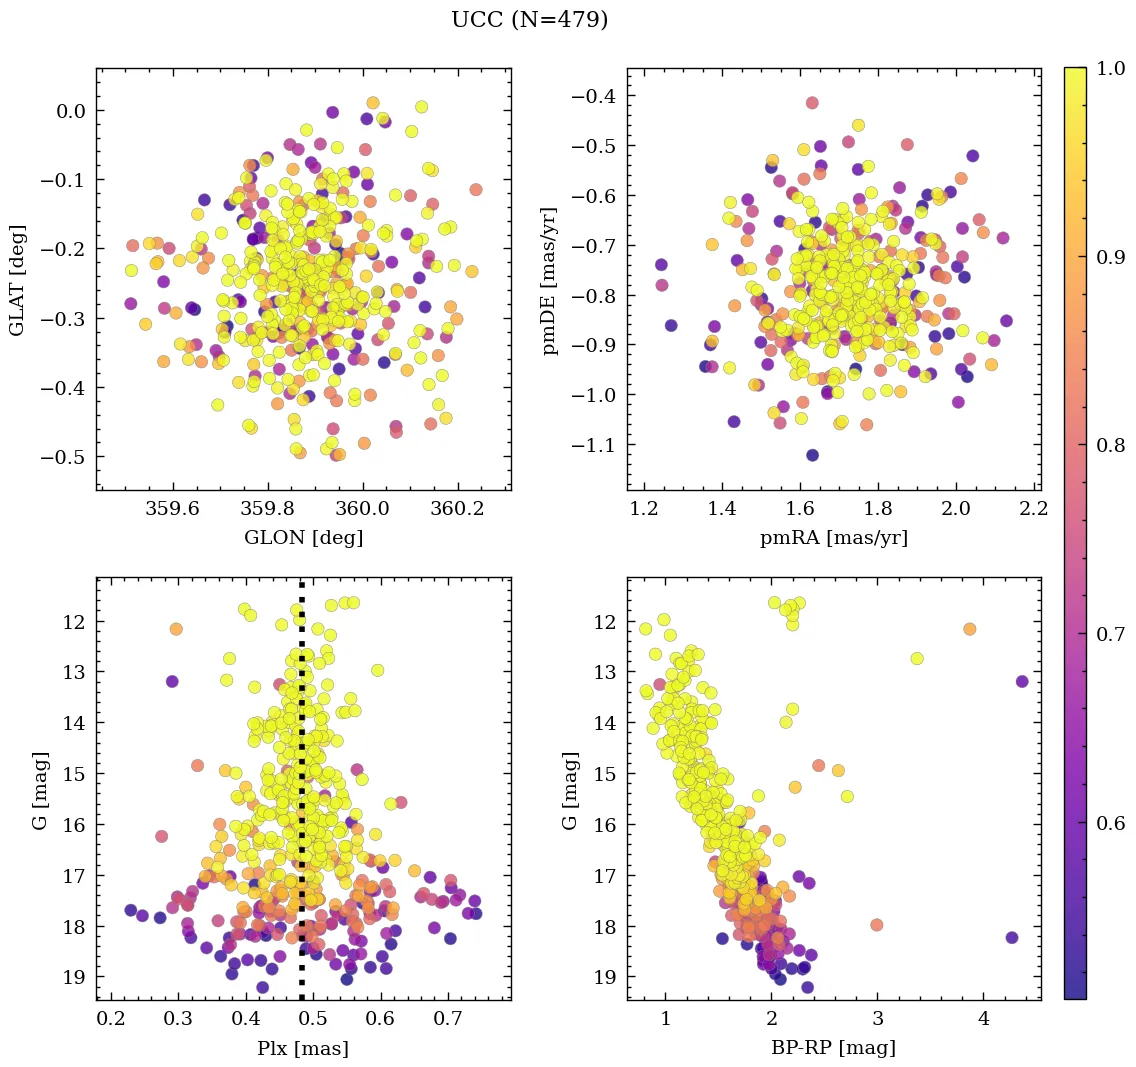 UCC (N=479)
0.0
−0.1
−0.2
−0.3
−0.4
−0.5
GLAT [deg]
359.6 359.8 360.0 360.2
GLON [deg]
−0.4
−0.5
−0.6
−0.7
−0.8
−0.9
−1.0
−1.1
pmDE [mas/yr]
1.2 1.4 1.6 1.8 2.0 2.2
pmRA [mas/yr]
12
13
14
15
16
17
18
19
G [mag]
0.2 0.3 0.4 0.5 0.6 0.7
Plx [mas]
12
13
14
15
16
17
18
19
G [mag]
1 2 3 4
BP-RP [mag]
1.0
0.9
0.8
0.7
0.6